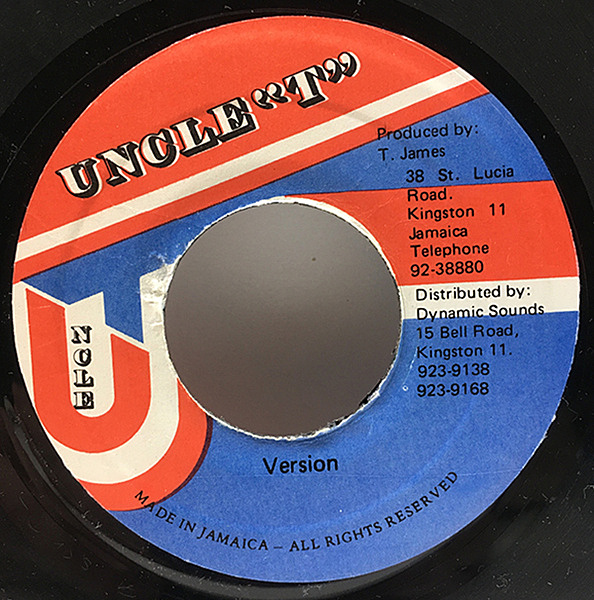 UNCLE "T"
Produced by:
T. James
38 St. Lucia
Road.
Kingston 11
Jamaica
Telephone
92-38880
Distributed by:
Dynamic Sounds
15 Bell Road,
Kingston 11.
923-9138
923-9168
UNCLE
Version
MADE IN JAMAICA – ALL RIGHTS RESERVED